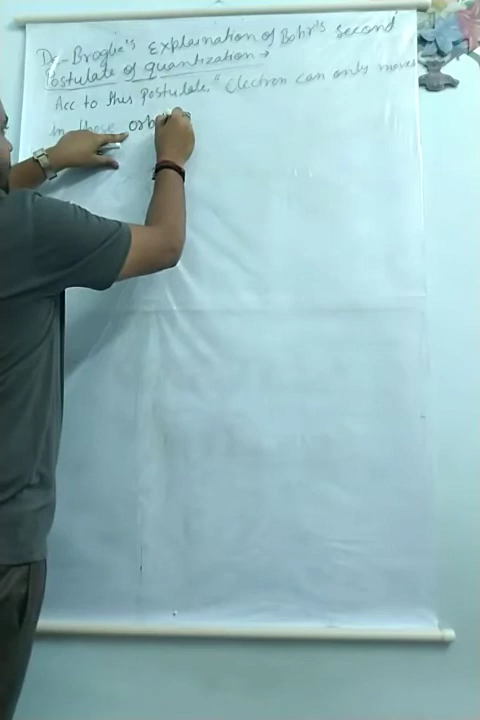 De-Broglie's Explaination of Bohr's second
Postulate of quantization →
Acc to this postulate "Electron can only moves
in those orb